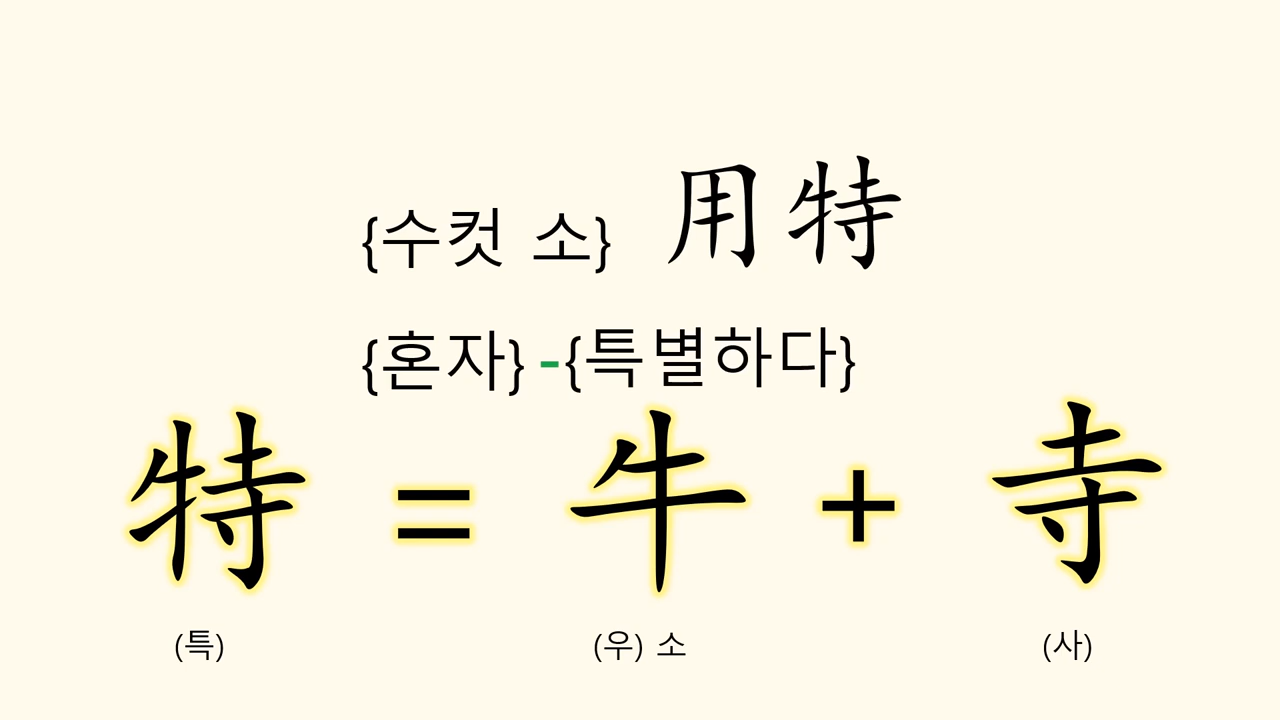 {수컷 소} 用特
{혼자} - {특별하다}
特 = 牛 + 寺
(특) (우) 소 (사)